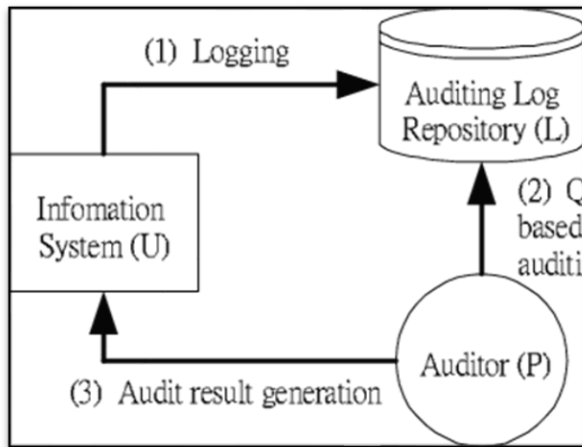 (1) Logging
Auditing Log
Repository (L)
Infomation
System (U)
(2) Q
based
auditi
Auditor (P)
(3) Audit result generation